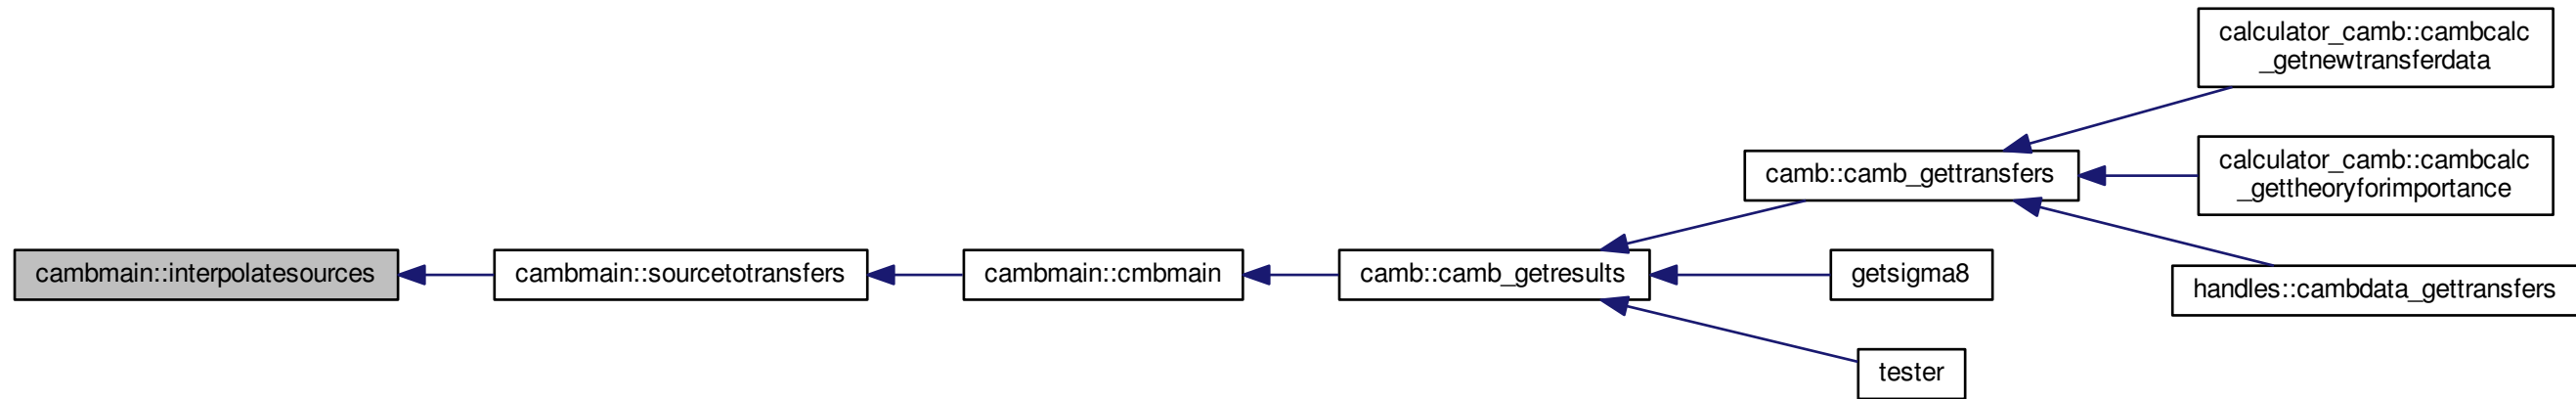 calculator_camb::cambcalc
_getnewtransferdata
calculator_camb::cambcalc
_gettheoryforimportance
camb::camb_gettransfers
handles::cambdata_gettransfers
cambmain::interpolatesources
cambmain::sourcetotransfers
cambmain::cmbmain
camb::camb_getresults
getsigma8
tester